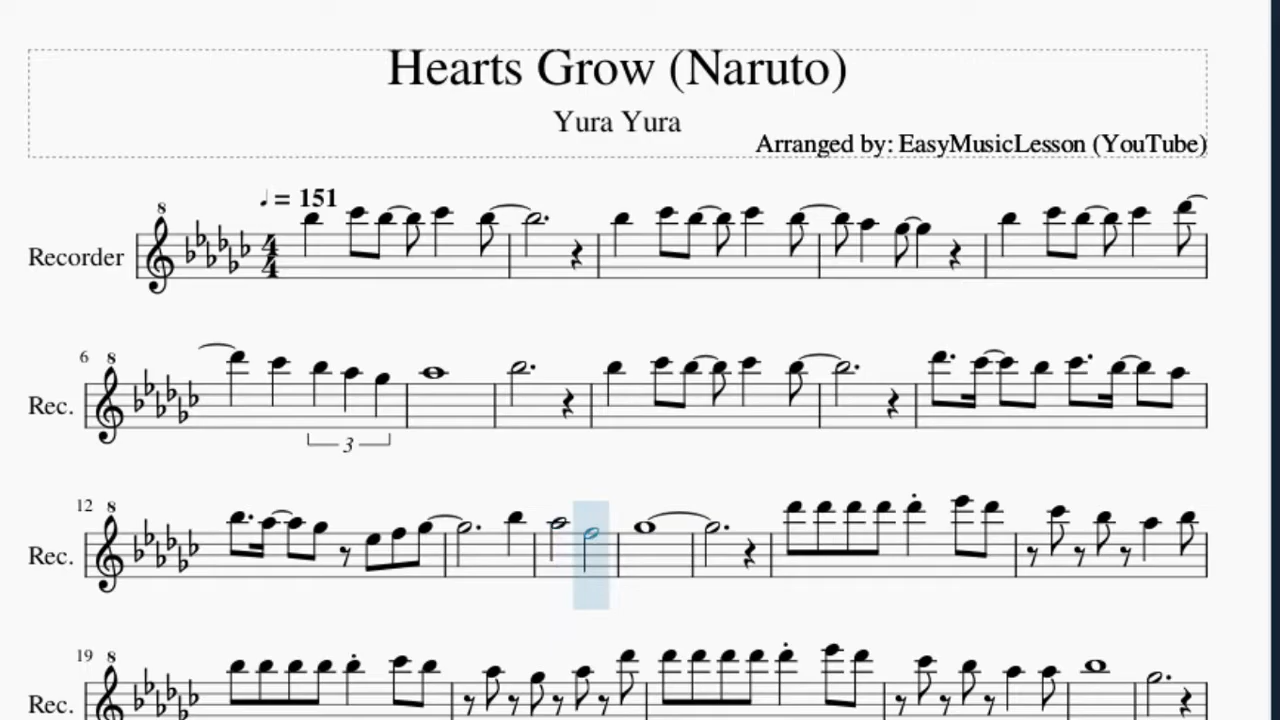 Hearts Grow (Naruto)
Yura Yura
Arranged by: EasyMusicLesson (YouTube)
♩ = 151
8
Recorder
4
4
6
8
Rec.
3
12
8
Rec.
19
8
Rec.